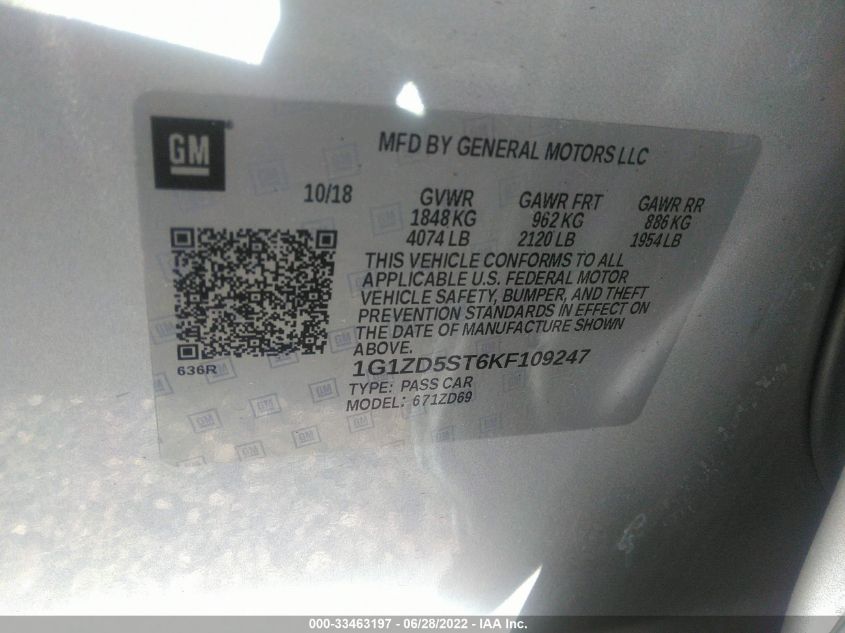 GM
MFD BY GENERAL MOTORS LLC
10/18 GVWR GAWR FRT GAWR RR
1848 KG 962 KG 886 KG
4074 LB 2120 LB 1954 LB
THIS VEHICLE CONFORMS TO ALL
APPLICABLE U.S. FEDERAL MOTOR
VEHICLE SAFETY, BUMPER, AND THEFT
PREVENTION STANDARDS IN EFFECT ON
THE DATE OF MANUFACTURE SHOWN
ABOVE.
636R
1G1ZD5ST6KF109247
TYPE: PASS CAR
MODEL: 671ZD69
000-33463197 - 06/28/2022 - IAA Inc.